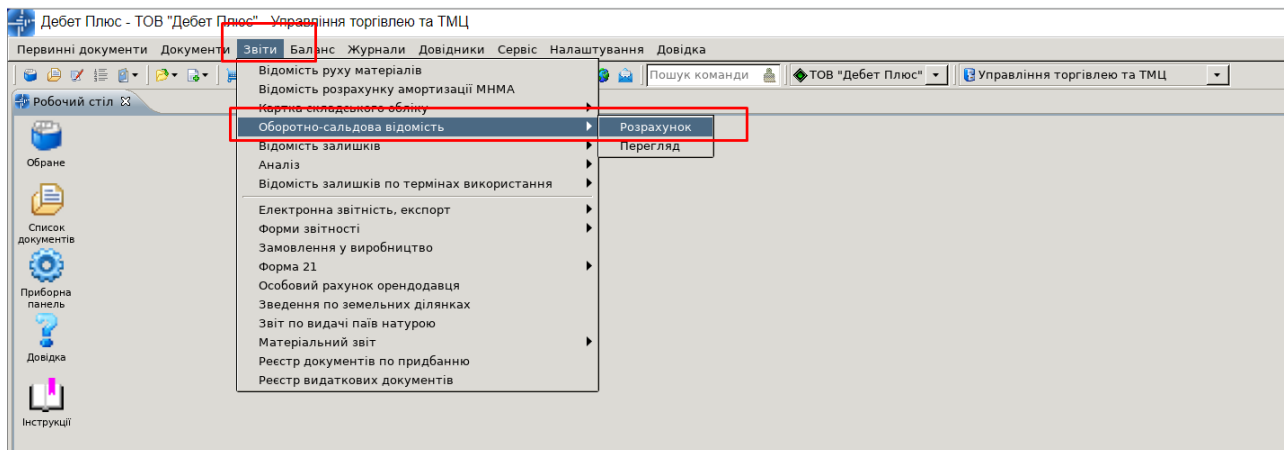 Дебет Плюс - ТОВ "Дебет Плюс" - Управління торгівлею та ТМЦ
Первинні документи Документи Звіти Баланс Журнали Довідники Сервіс Налаштування Довідка
Пошук команди ТОВ "Дебет Плюс" Управління торгівлею та ТМЦ
Робочий стіл
Обране
Список
документів
Приборна
панель
Довідка
Інструкції
Відомість руху матеріалів
Відомість розрахунку амортизації МНМА
Картка складського обліку
Оборотно-сальдова відомість
Розрахунок
Перегляд
Відомість залишків
Аналіз
Відомість залишків по термінах використання
Електронна звітність, експорт
Форми звітності
Замовлення у виробництво
Форма 21
Особовий рахунок орендодавця
Зведення по земельних ділянках
Звіт по видачі паїв натурою
Матеріальний звіт
Реєстр документів по придбанню
Реєстр видаткових документів